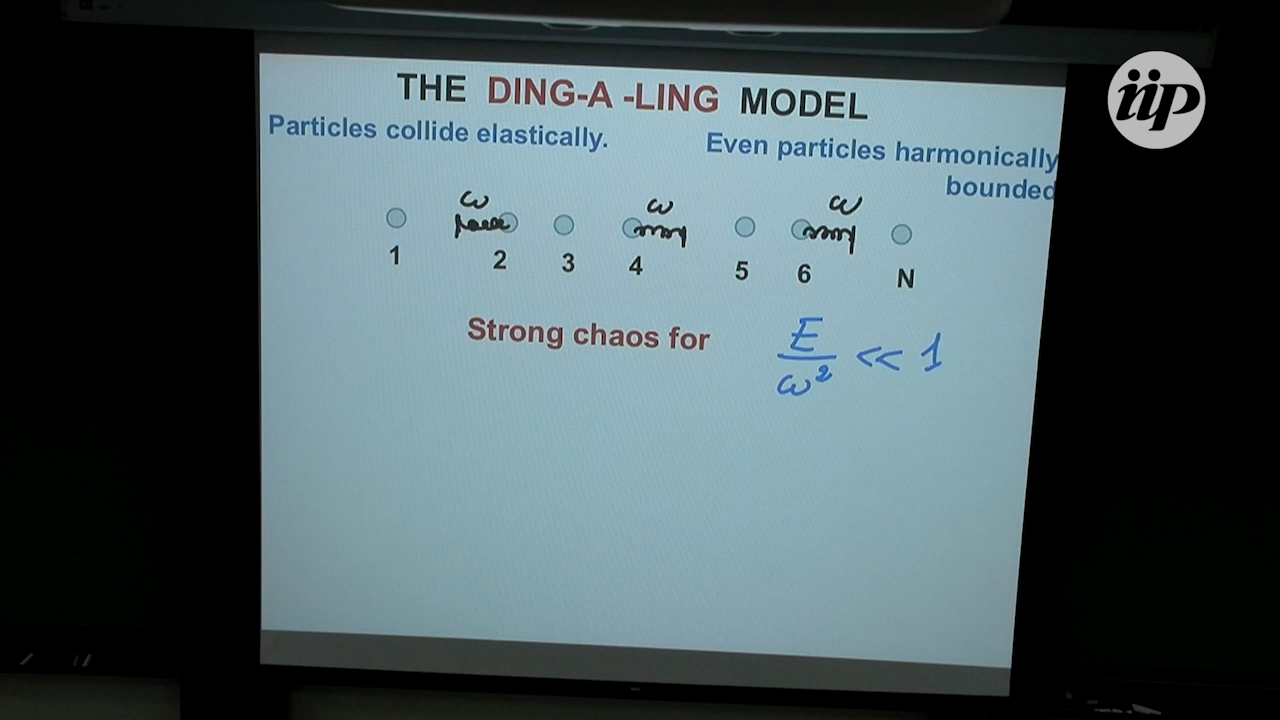 THE DING-A -LING MODEL
Particles collide elastically.
Even particles harmonically
bounded
ω ω ω
1 2 3 4 5 6 N
Strong chaos for E/ω² << 1
iip